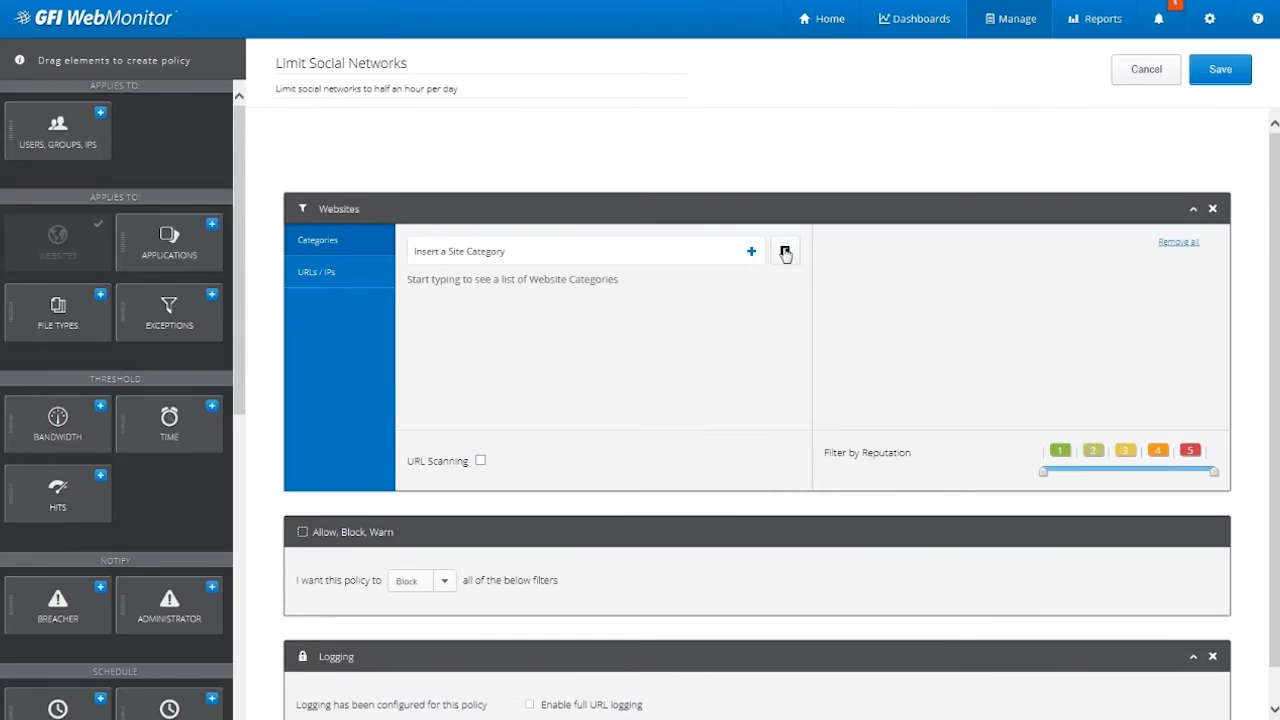 GFI WebMonitor
Home
Dashboards
Manage
Reports
Drag elements to create policy
APPLIES TO:
USERS, GROUPS, IPS
APPLIES TO:
WEBSITES
APPLICATIONS
FILE TYPES
EXCEPTIONS
THRESHOLD
BANDWIDTH
TIME
HITS
NOTIFY
BREACHER
ADMINISTRATOR
SCHEDULE
Limit Social Networks
Limit social networks to half an hour per day
Cancel
Save
Websites
Categories
URLs / IPs
Insert a Site Category
Start typing to see a list of Website Categories
Remove all
URL Scanning
Filter by Reputation
1 2 3 4 5
Allow, Block, Warn
I want this policy to Block all of the below filters
Logging
Logging has been configured for this policy
Enable full URL logging